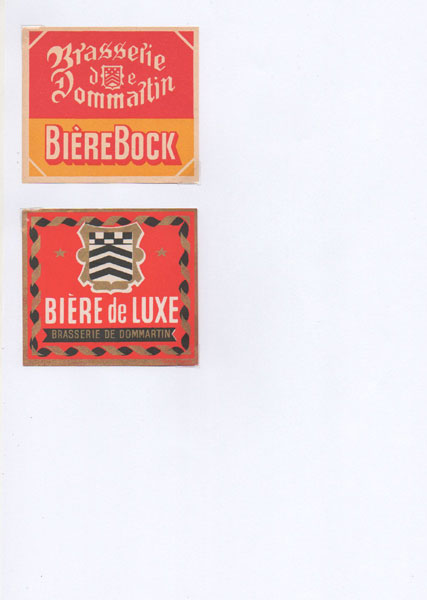 Brasserie
de
Dommartin
BIÈREBOCK
BIÈRE de LUXE
BRASSERIE DE DOMMARTIN